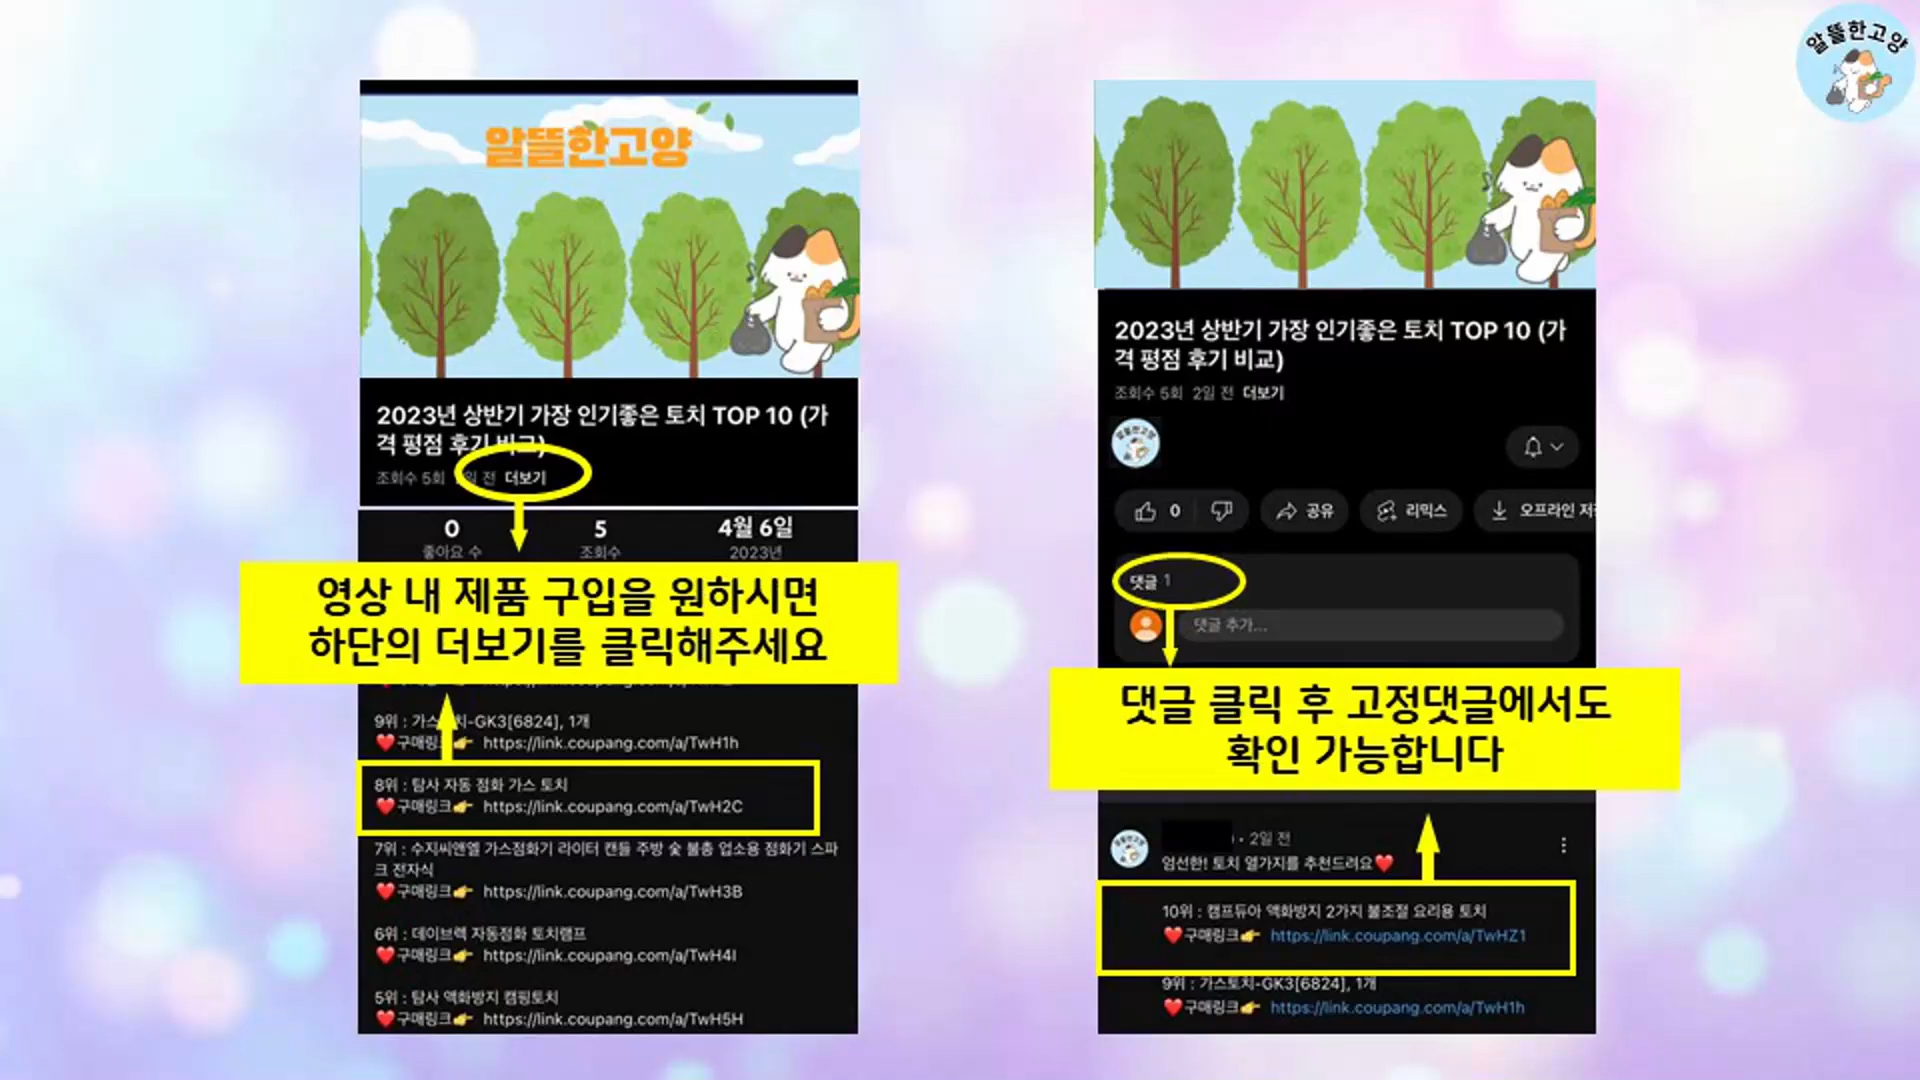 알뜰한고양
알뜰한고양
2023년 상반기 가장 인기좋은 토치 TOP 10 (가
격 평점 후기 비교)
조회수 5회 전 더보기
0
좋아요 수
5
조회수
4월 6일
2023년
영상 내 제품 구입을 원하시면
하단의 더보기를 클릭해주세요
9위 : 가스토치-GK3[6824], 1개
❤️구매링크👉 https://link.coupang.com/a/TwH1h
8위 : 탐사 자동 점화 가스 토치
❤️구매링크👉 https://link.coupang.com/a/TwH2C
7위 : 수지씨앤엘 가스점화기 라이터 캔들 주방 숯 불총 업소용 점화기 스파
크 전자식
❤️구매링크👉 https://link.coupang.com/a/TwH3B
6위 : 데이브렉 자동점화 토치램프
❤️구매링크👉 https://link.coupang.com/a/TwH4I
5위 : 탐사 액화방지 캠핑토치
❤️구매링크👉 https://link.coupang.com/a/TwH5H
2023년 상반기 가장 인기좋은 토치 TOP 10 (가
격 평점 후기 비교)
조회수 5회 2일 전 더보기
알뜰한고양
0
공유
리믹스
오프라인 저
댓글 1
댓글 추가...
댓글 클릭 후 고정댓글에서도
확인 가능합니다
알뜰한고양
• 2일 전
엄선한! 토치 열가지를 추천드려요❤️
10위 : 캠프듀아 액화방지 2가지 불조절 요리용 토치
❤️구매링크👉 https://link.coupang.com/a/TwHZ1
9위 : 가스토치-GK3[6824], 1개
❤️구매링크👉 https://link.coupang.com/a/TwH1h